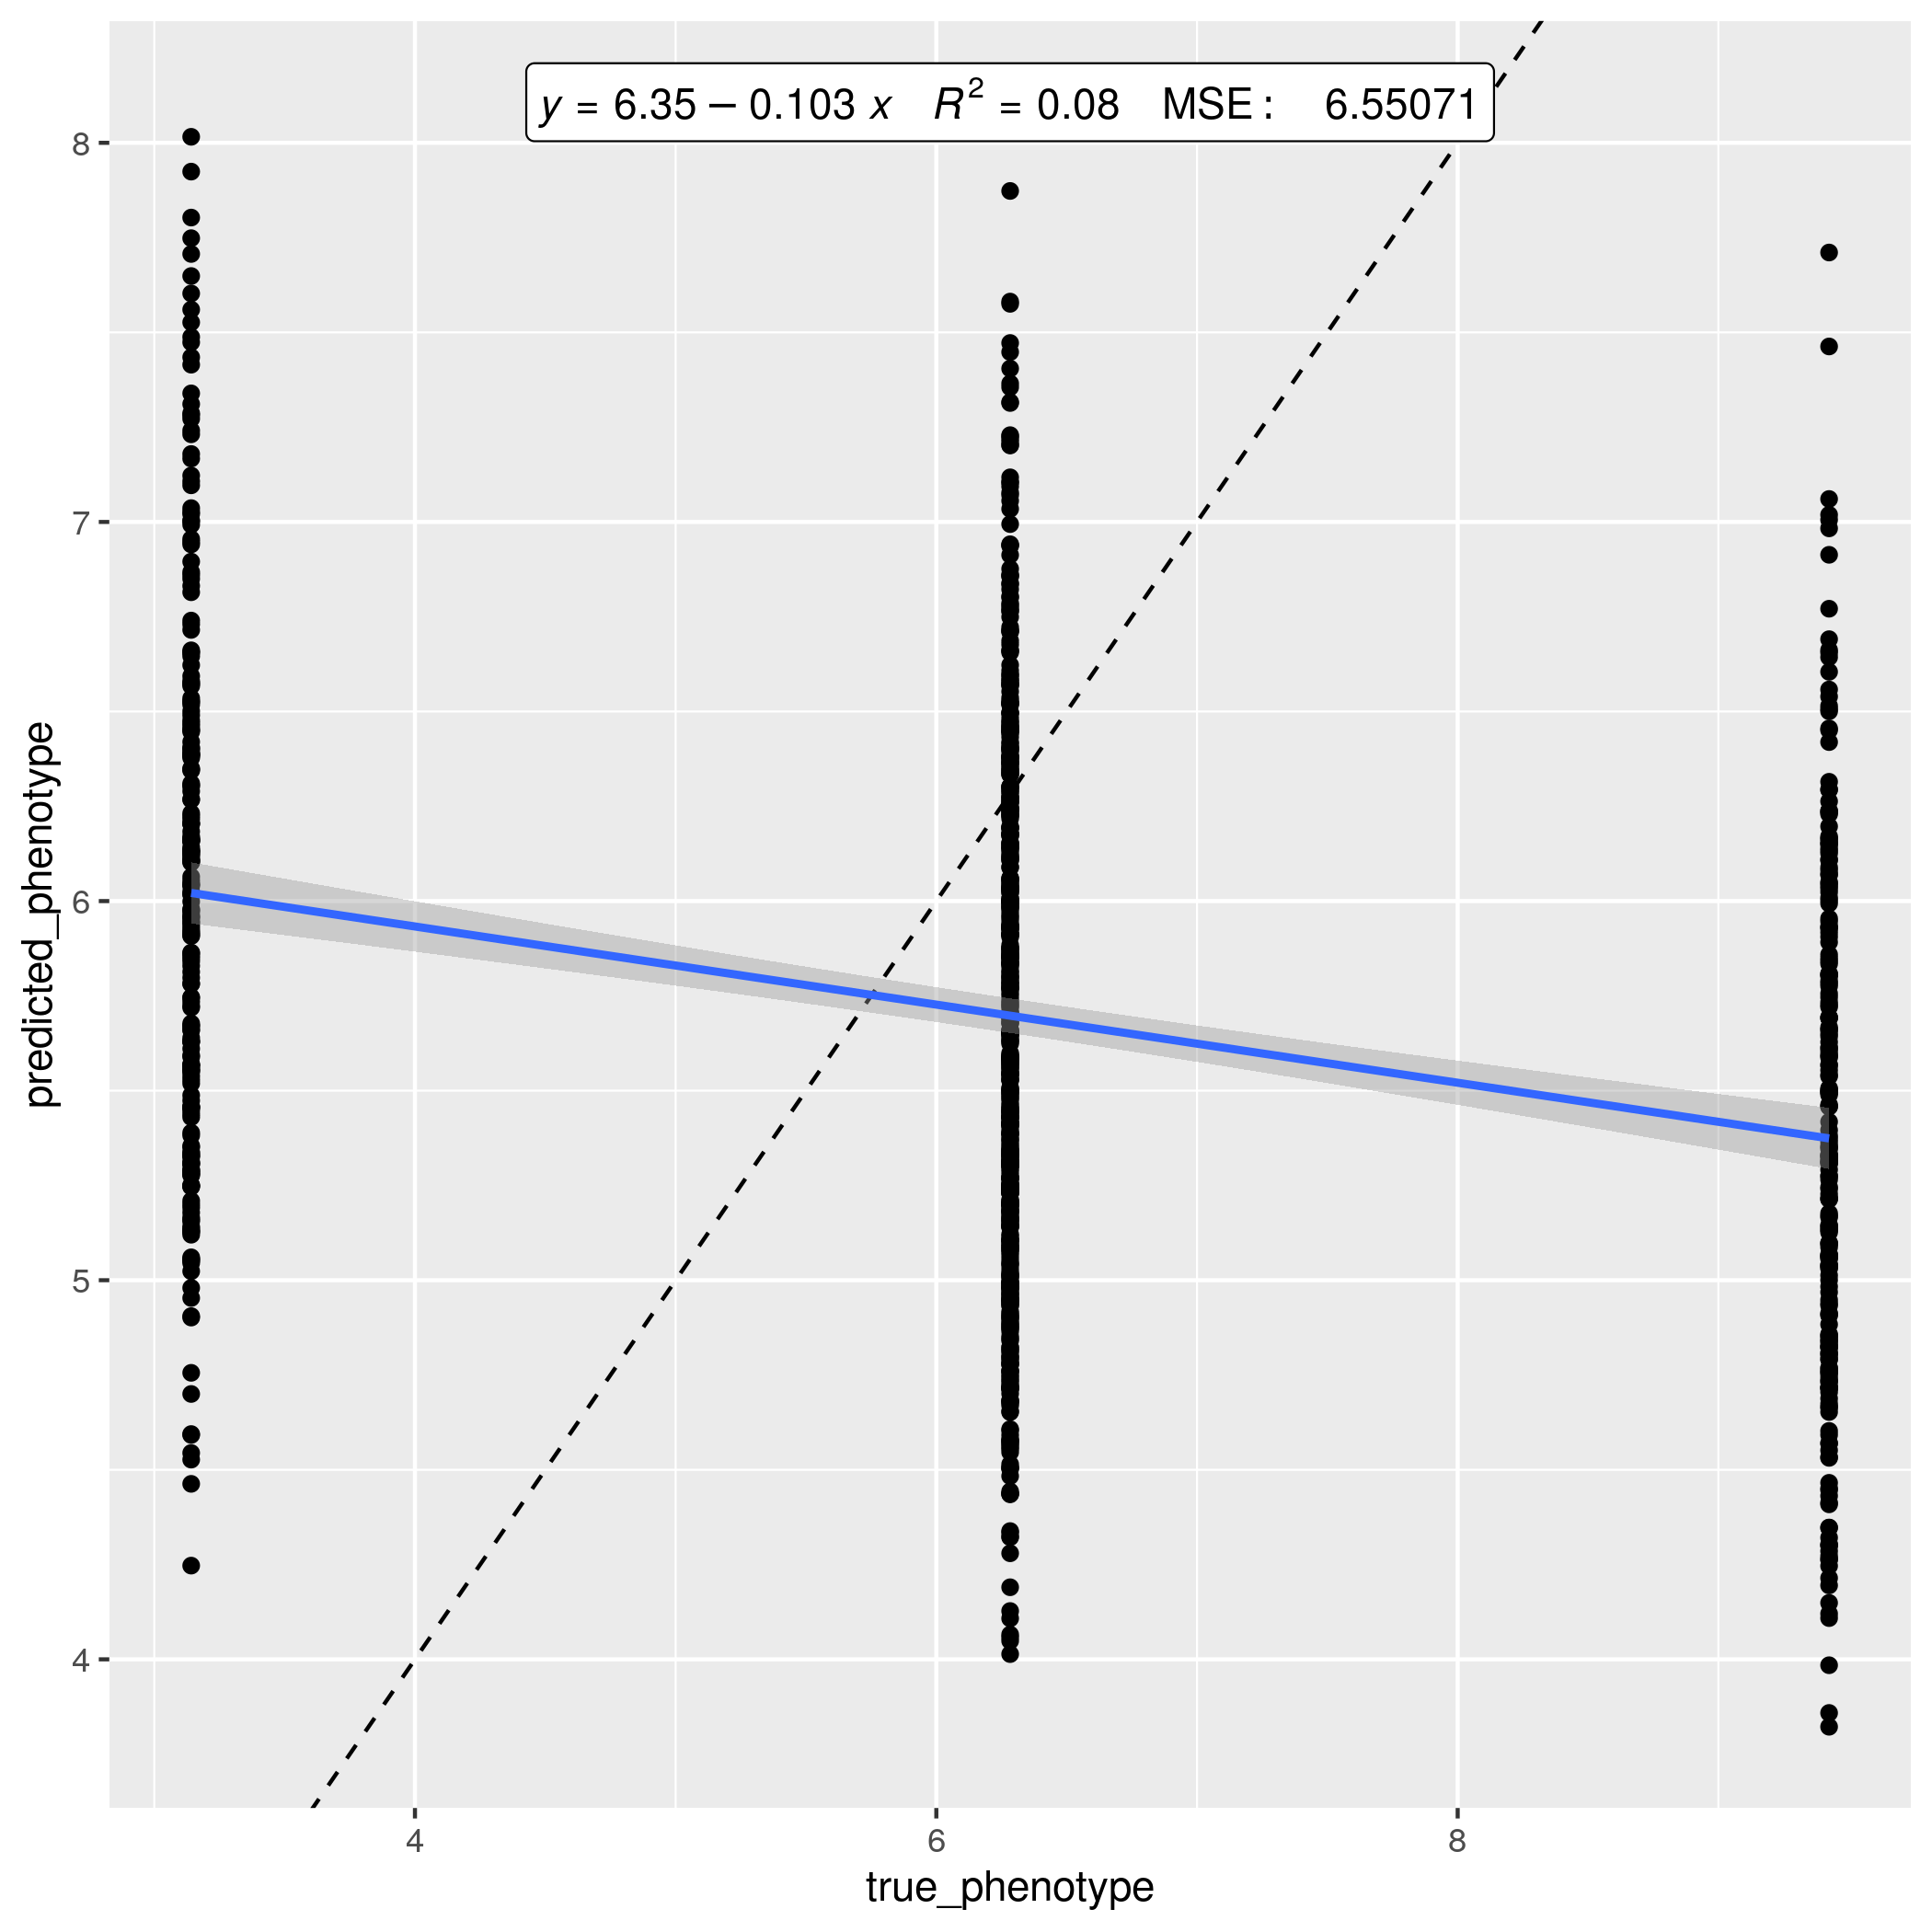 y = 6.35 − 0.103 x R² = 0.08 MSE : 6.55071
8
7
6
5
4
predicted_phenotype
4 6 8
true_phenotype